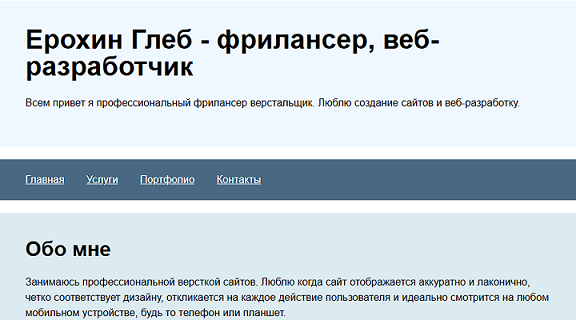 Ерохин Глеб - фрилансер, веб-
разработчик
Всем привет я профессиональный фрилансер верстальщик. Люблю создание сайтов и веб-разработку.
Главная Услуги Портфолио Контакты
Обо мне
Занимаюсь профессиональной версткой сайтов. Люблю когда сайт отображается аккуратно и лаконично,
четко соответствует дизайну, откликается на каждое действие пользователя и идеально смотрится на любом
мобильном устройстве, будь то телефон или планшет.